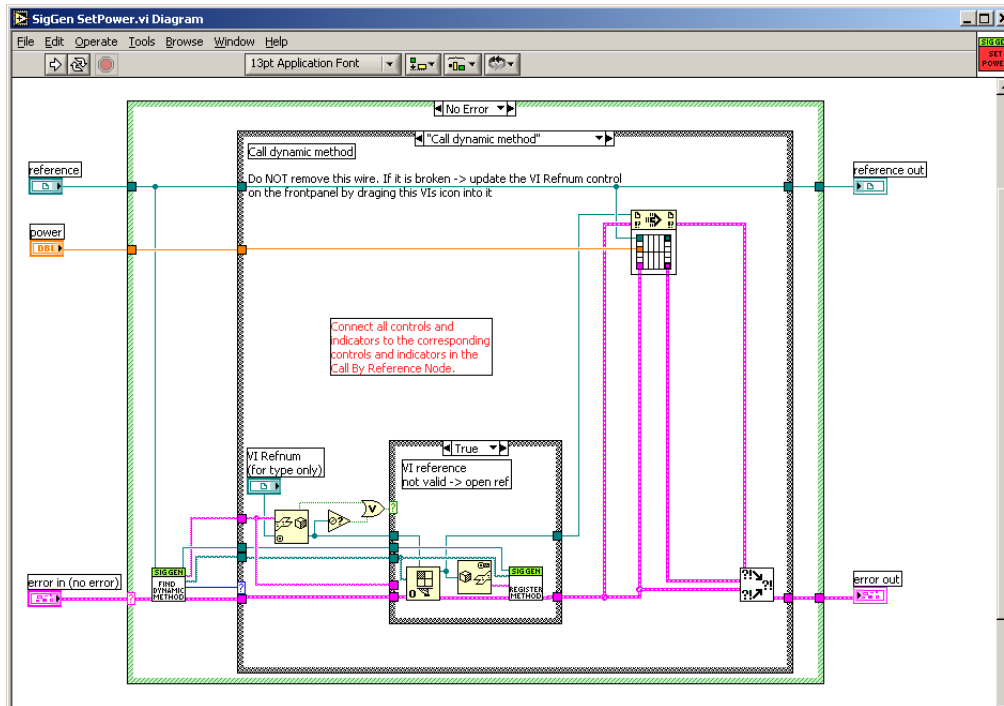 SigGen SetPower.vi Diagram
File Edit Operate Tools Browse Window Help
SIG GEN
SET
POWER
13pt Application Font
No Error
"Call dynamic method"
Call dynamic method
reference
reference out
Do NOT remove this wire. If it is broken -> update the VI Refnum control
on the frontpanel by draging this VIs icon into it
power
DBL
Connect all controls and
indicators to the corresponding
controls and indicators in the
Call By Reference Node.
True
VI Refnum
(for type only)
VI reference
not valid -> open ref
error in (no error)
SIG GEN
FIND
DYNAMIC
METHOD
SIG GEN
REGISTER
METHOD
error out